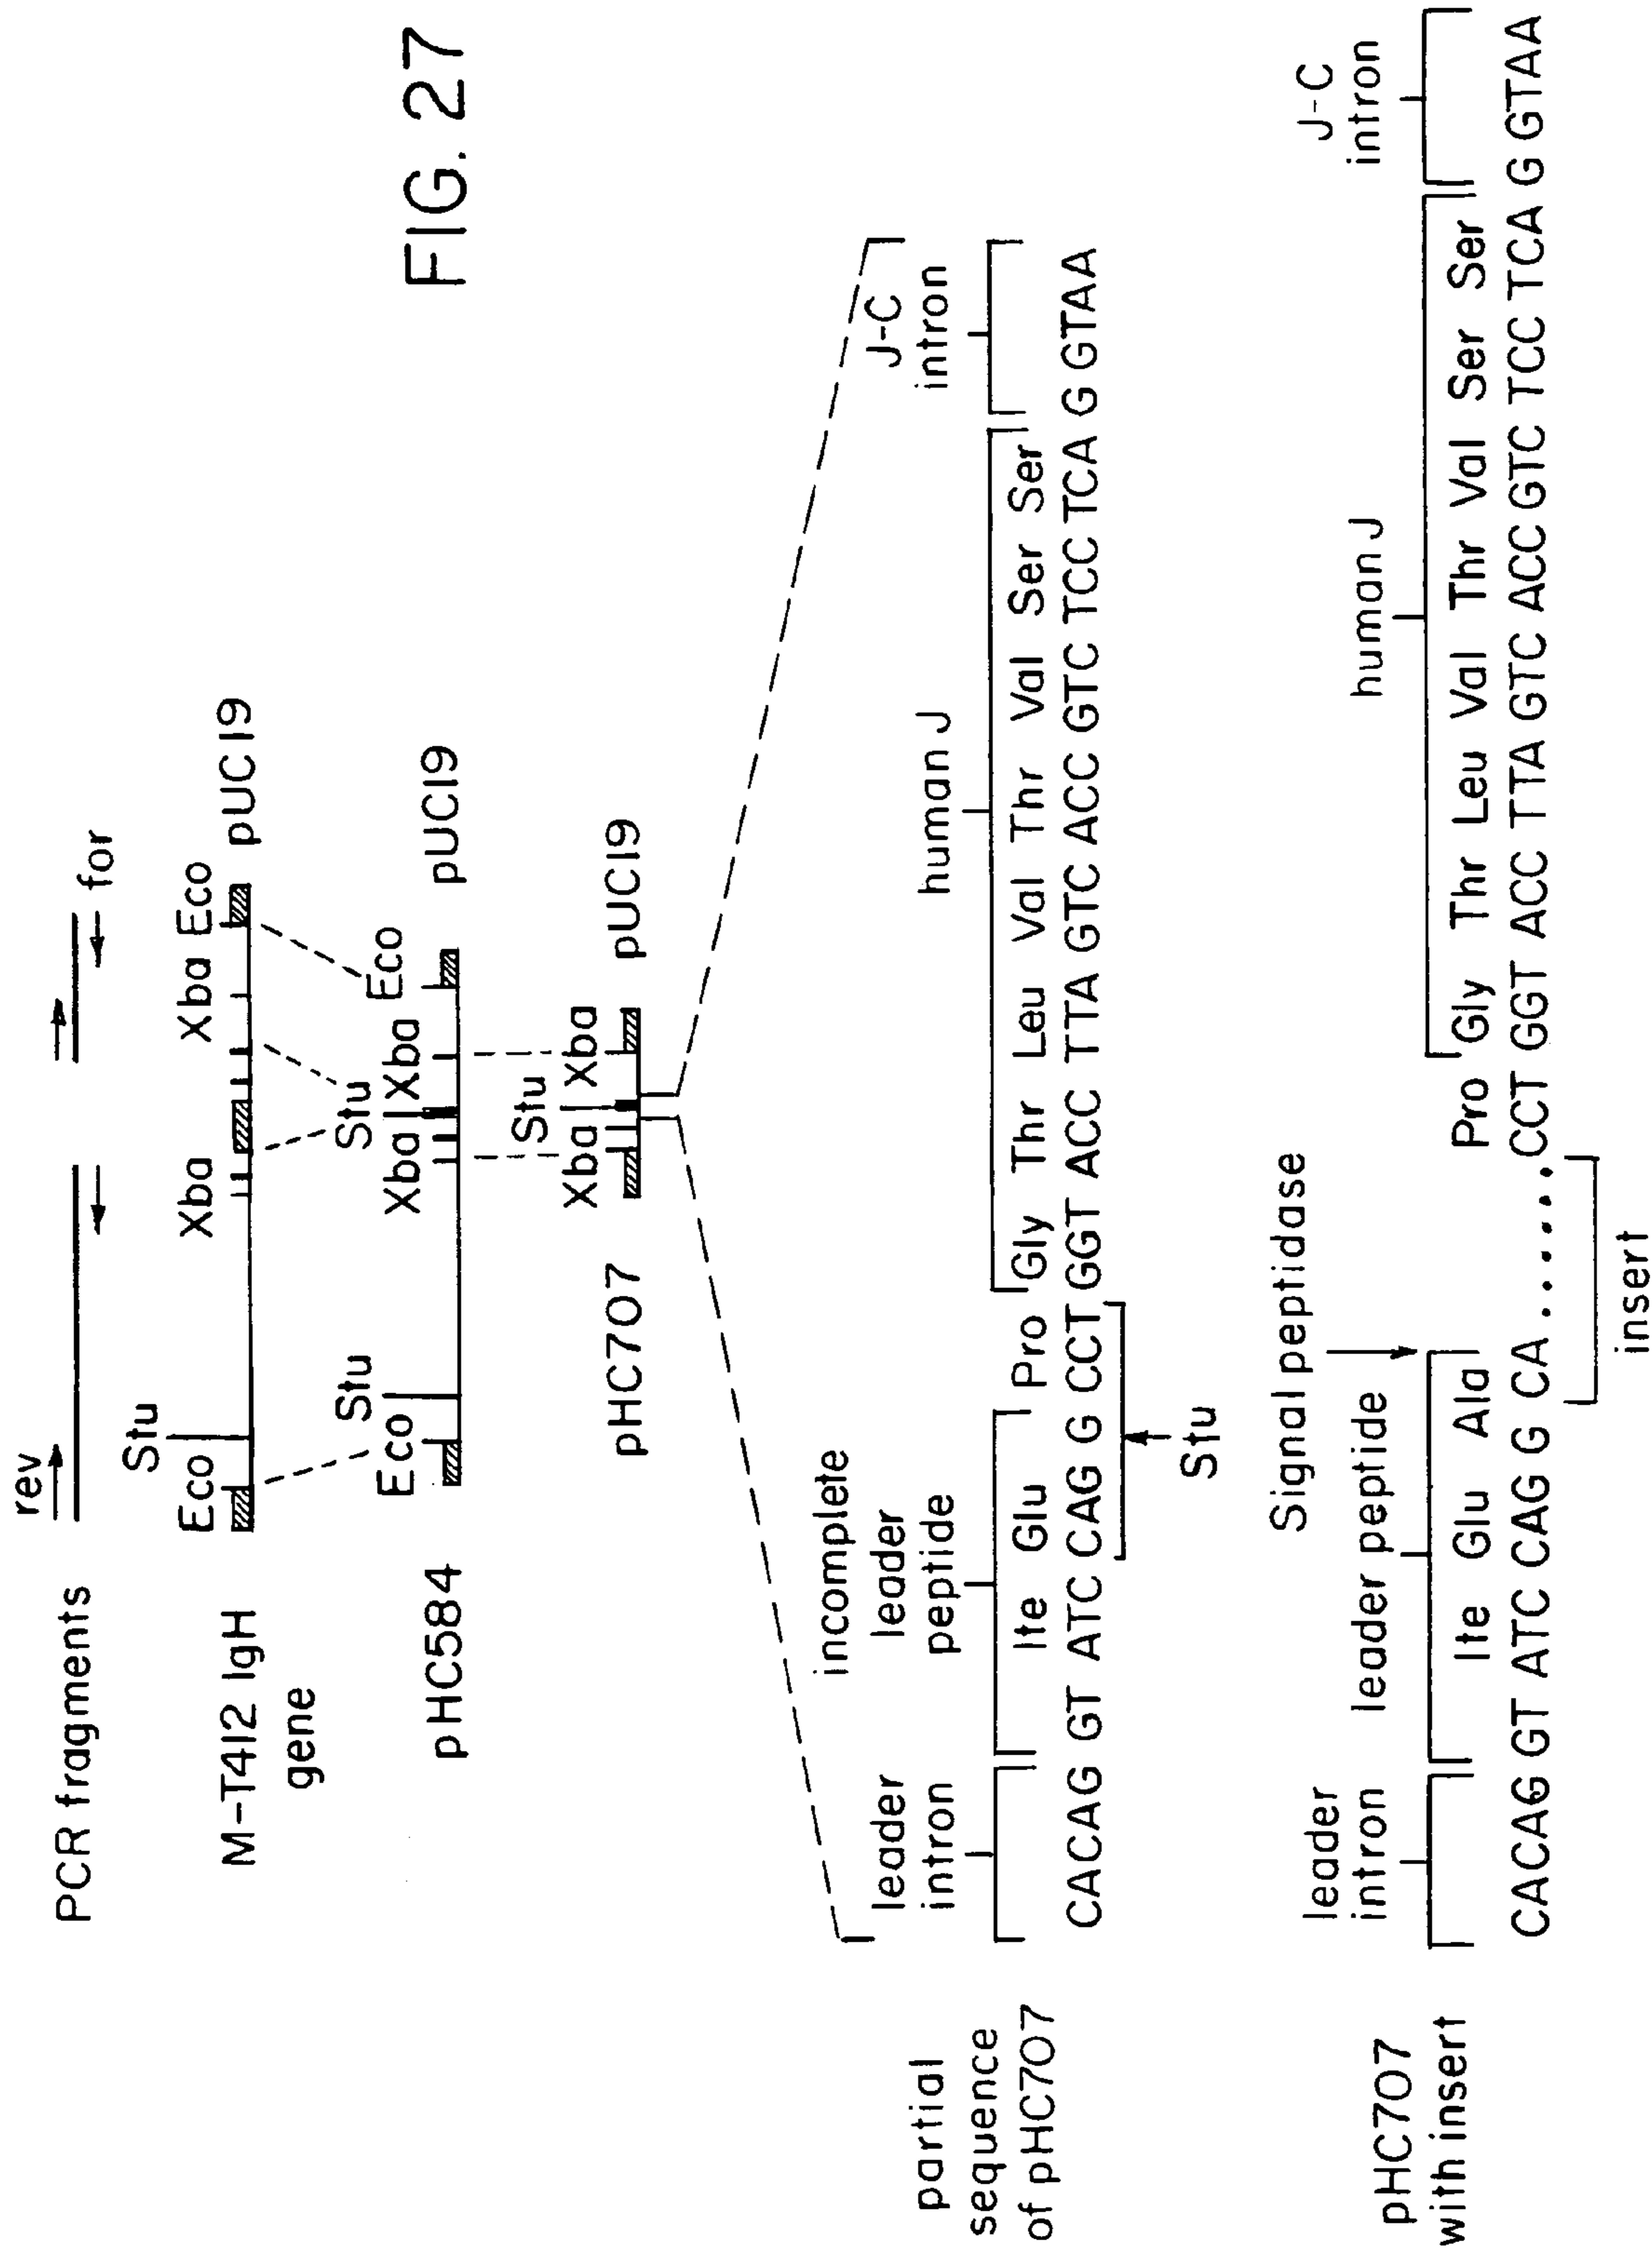 FIG. 27
PCR fragments
rev
for
M-T412 IgH
gene
Eco
Stu
Xba
Xba
Eco
pUC19
pHC584
Eco
Stu
Xba
Stu
Xba
Eco
pUC19
pHC707
Xba
Stu
Xba
pUC19
partial
sequence
of pHC707
leader
intron
incomplete
leader
peptide
human J
J-C
intron
Ite Glu Pro Gly Thr Leu Val Thr Val Ser Ser
CACAG GT ATC CAG G CCT GGT ACC TTA GTC ACC GTC TCC TCA G GTAA
Stu
pHC707
with insert
leader
intron
leader peptide
Signal peptidase
human J
J-C
intron
Ite Glu Ala Pro Gly Thr Leu Val Thr Val Ser Ser
CACAG GT ATC CAG G CA......CCT GGT ACC TTA GTC ACC GTC TCC TCA G GTAA
insert